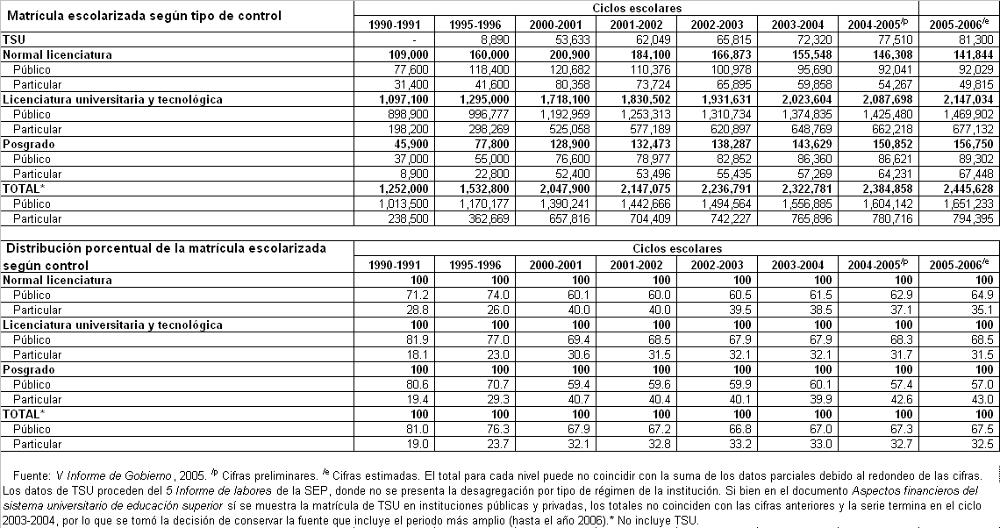 Matrícula escolarizada según tipo de control Ciclos escolares
1990-1991 1995-1996 2000-2001 2001-2002 2002-2003 2003-2004 2004-2005/p 2005-2006/e
TSU - 8,890 53,633 62,049 65,815 72,320 77,510 81,300
Normal licenciatura 109,000 160,000 200,900 184,100 166,873 155,548 146,308 141,844
Público 77,600 118,400 120,682 110,376 100,978 95,690 92,041 92,029
Particular 31,400 41,600 80,358 73,724 65,895 59,858 54,267 49,815
Licenciatura universitaria y tecnológica 1,097,100 1,295,000 1,718,100 1,830,502 1,931,631 2,023,604 2,087,698 2,147,034
Público 898,900 996,777 1,192,959 1,253,313 1,310,734 1,374,835 1,425,480 1,469,902
Particular 198,200 298,269 525,058 577,189 620,897 648,769 662,218 677,132
Posgrado 45,900 77,800 128,900 132,473 138,287 143,629 150,852 156,750
Público 37,000 55,000 76,600 78,977 82,852 86,360 86,621 89,302
Particular 8,900 22,800 52,400 53,496 55,435 57,269 64,231 67,448
TOTAL* 1,252,000 1,532,800 2,047,900 2,147,075 2,236,791 2,322,781 2,384,858 2,445,628
Público 1,013,500 1,170,177 1,390,241 1,442,666 1,494,564 1,556,885 1,604,142 1,651,233
Particular 238,500 362,669 657,816 704,409 742,227 765,896 780,716 794,395
Distribución porcentual de la matrícula escolarizada según control Ciclos escolares
1990-1991 1995-1996 2000-2001 2001-2002 2002-2003 2003-2004 2004-2005/p 2005-2006/e
Normal licenciatura 100 100 100 100 100 100 100 100
Público 71.2 74.0 60.1 60.0 60.5 61.5 62.9 64.9
Particular 28.8 26.0 40.0 40.0 39.5 38.5 37.1 35.1
Licenciatura universitaria y tecnológica 100 100 100 100 100 100 100 100
Público 81.9 77.0 69.4 68.5 67.9 67.9 68.3 68.5
Particular 18.1 23.0 30.6 31.5 32.1 32.1 31.7 31.5
Posgrado 100 100 100 100 100 100 100 100
Público 80.6 70.7 59.4 59.6 59.9 60.1 57.4 57.0
Particular 19.4 29.3 40.7 40.4 40.1 39.9 42.6 43.0
TOTAL* 100 100 100 100 100 100 100 100
Público 81.0 76.3 67.9 67.2 66.8 67.0 67.3 67.5
Particular 19.0 23.7 32.1 32.8 33.2 33.0 32.7 32.5
Fuente: V Informe de Gobierno, 2005. /p Cifras preliminares. /e Cifras estimadas. El total para cada nivel puede no coincidir con la suma de los datos parciales debido al redondeo de las cifras.
Los datos de TSU proceden del 5 Informe de labores de la SEP, donde no se presenta la desagregación por tipo de régimen de la institución. Si bien en el documento Aspectos financieros del
sistema universitario de educación superior sí se muestra la matrícula de TSU en instituciones públicas y privadas, los totales no coinciden con las cifras anteriores y la serie termina en el ciclo
2003-2004, por lo que se tomó la decisión de conservar la fuente que incluye el periodo más amplio (hasta el año 2006).* No incluye TSU.